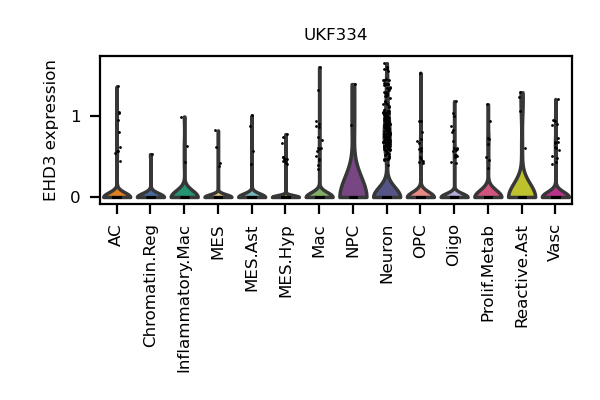 UKF334
EHD3 expression
1
0
AC
Chromatin.Reg
Inflammatory.Mac
MES
MES.Ast
MES.Hyp
Mac
NPC
Neuron
OPC
Oligo
Prolif.Metab
Reactive.Ast
Vasc